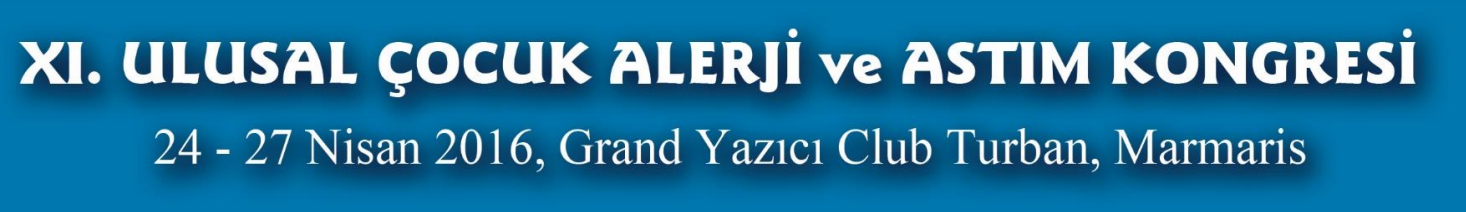 XI. ULUSAL ÇOCUK ALERJİ ve ASTIM KONGRESİ
24 - 27 Nisan 2016, Grand Yazıcı Club Turban, Marmaris